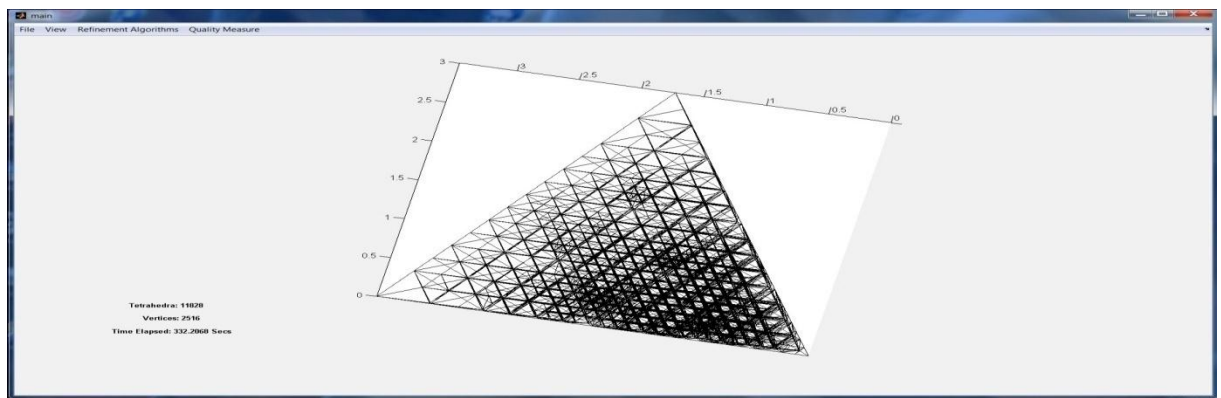 main
File View Refinement Algorithms Quality Measure
3
2.5
2
1.5
1
0.5
0
3
2.5
2
1.5
1
0.5
0
Tetrahedra: 11828
Vertices: 2516
Time Elapsed: 332.2868 Secs